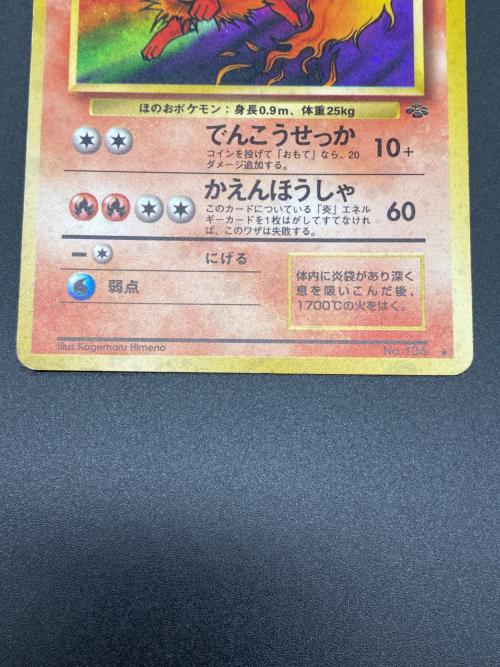 ほのおポケモン：身長0.9m、体重25kg
でんこうせっか 10+
コインを投げて「おもて」なら、20
ダメージ追加する。
かえんほうしゃ 60
このカードについている「炎」エネル
ギーカードを1枚はがしてすてなけれ
ば、このワザは失敗する。
にげる
弱点
体内に炎袋があり深く
息を吸いこんだ後、
1700℃の火をはく。
Illus.Kagemaru Himeno
No. 136 ★